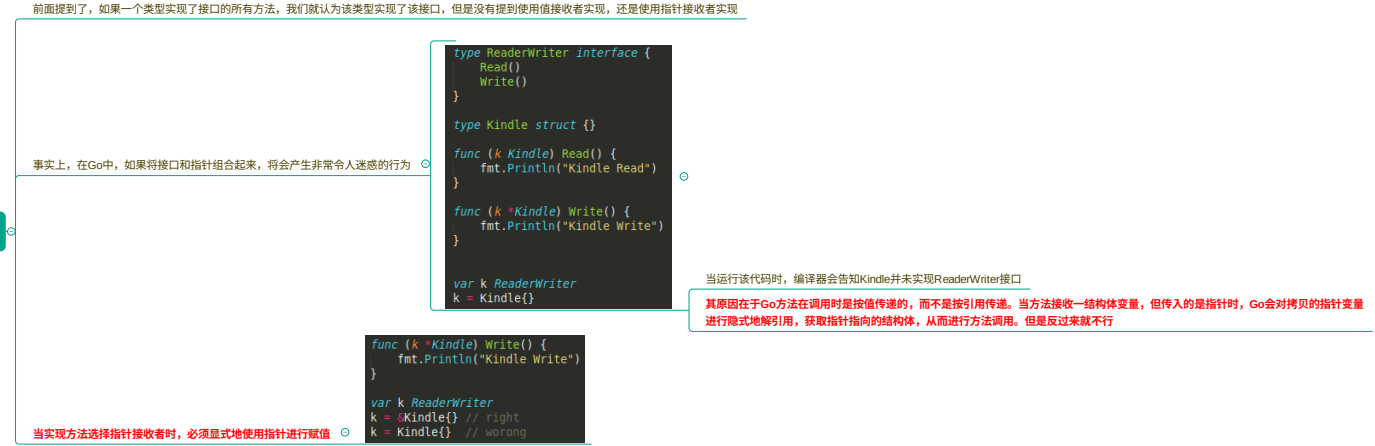 前面提到了，如果一个类型实现了接口的所有方法，我们就认为该类型实现了该接口，但是没有提到使用值接收者实现，还是使用指针接收者实现
事实上，在Go中，如果将接口和指针组合起来，将会产生非常令人迷惑的行为
type ReaderWriter interface {
    Read()
    Write()
}
type Kindle struct {}
func (k Kindle) Read() {
    fmt.Println("Kindle Read")
}
func (k *Kindle) Write() {
    fmt.Println("Kindle Write")
}
var k ReaderWriter
k = Kindle{}
当运行该代码时，编译器会告知Kindle并未实现ReaderWriter接口
其原因在于Go方法在调用时是按值传递的，而不是按引用传递。当方法接收一结构体变量，但传入的是指针时，Go会对拷贝的指针变量
进行隐式地解引用，获取指针指向的结构体，从而进行方法调用。但是反过来就不行
当实现方法选择指针接收者时，必须显式地使用指针进行赋值
func (k *Kindle) Write() {
    fmt.Println("Kindle Write")
}
var k ReaderWriter
k = &Kindle{} // right
k = Kindle{}  // worong